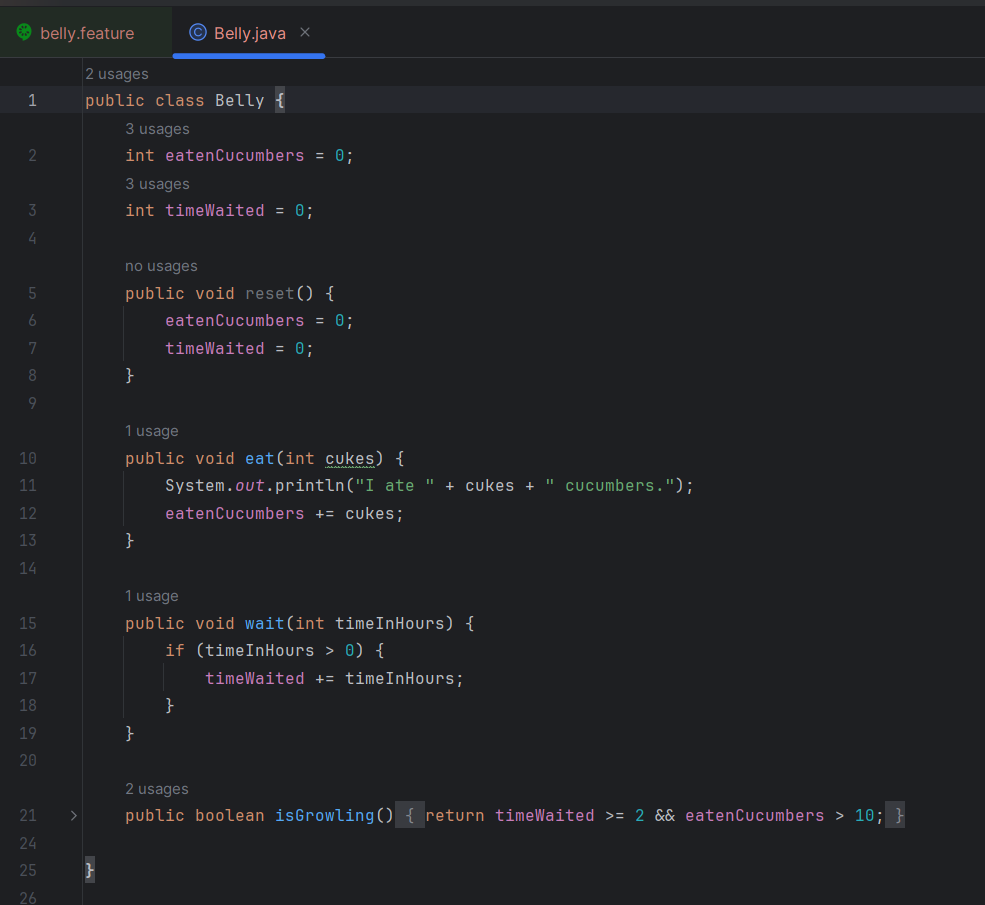 belly.feature
Belly.java
2 usages
1 public class Belly {
3 usages
2 int eatenCucumbers = 0;
3 usages
3 int timeWaited = 0;
4
no usages
5 public void reset() {
6 eatenCucumbers = 0;
7 timeWaited = 0;
8 }
9
1 usage
10 public void eat(int cukes) {
11 System.out.println("I ate " + cukes + " cucumbers.");
12 eatenCucumbers += cukes;
13 }
14
1 usage
15 public void wait(int timeInHours) {
16 if (timeInHours > 0) {
17 timeWaited += timeInHours;
18 }
19 }
20
2 usages
21 public boolean isGrowling() { return timeWaited >= 2 && eatenCucumbers > 10; }
24
25 }
26